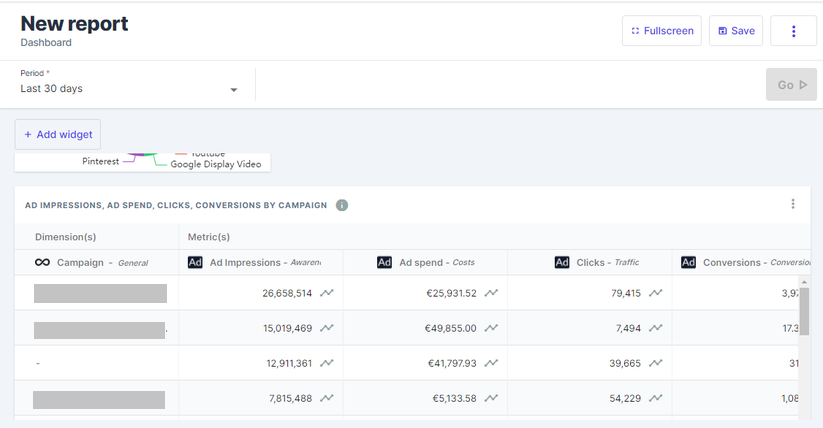 New report
Dashboard
Fullscreen
Save
Period *
Last 30 days
Go
+ Add widget
Youtube
Pinterest
Google Display Video
AD IMPRESSIONS, AD SPEND, CLICKS, CONVERSIONS BY CAMPAIGN
Dimension(s) Metric(s)
Campaign - General Ad Ad Impressions - Awaren Ad Ad spend - Costs Ad Clicks - Traffic Ad Conversions - Conversion
26,658,514 €25,931.52 79,415 3,97
15,019,469 €49,855.00 7,494 17.3
- 12,911,361 €41,797.93 39,665 31
7,815,488 €5,133.58 54,229 1,08